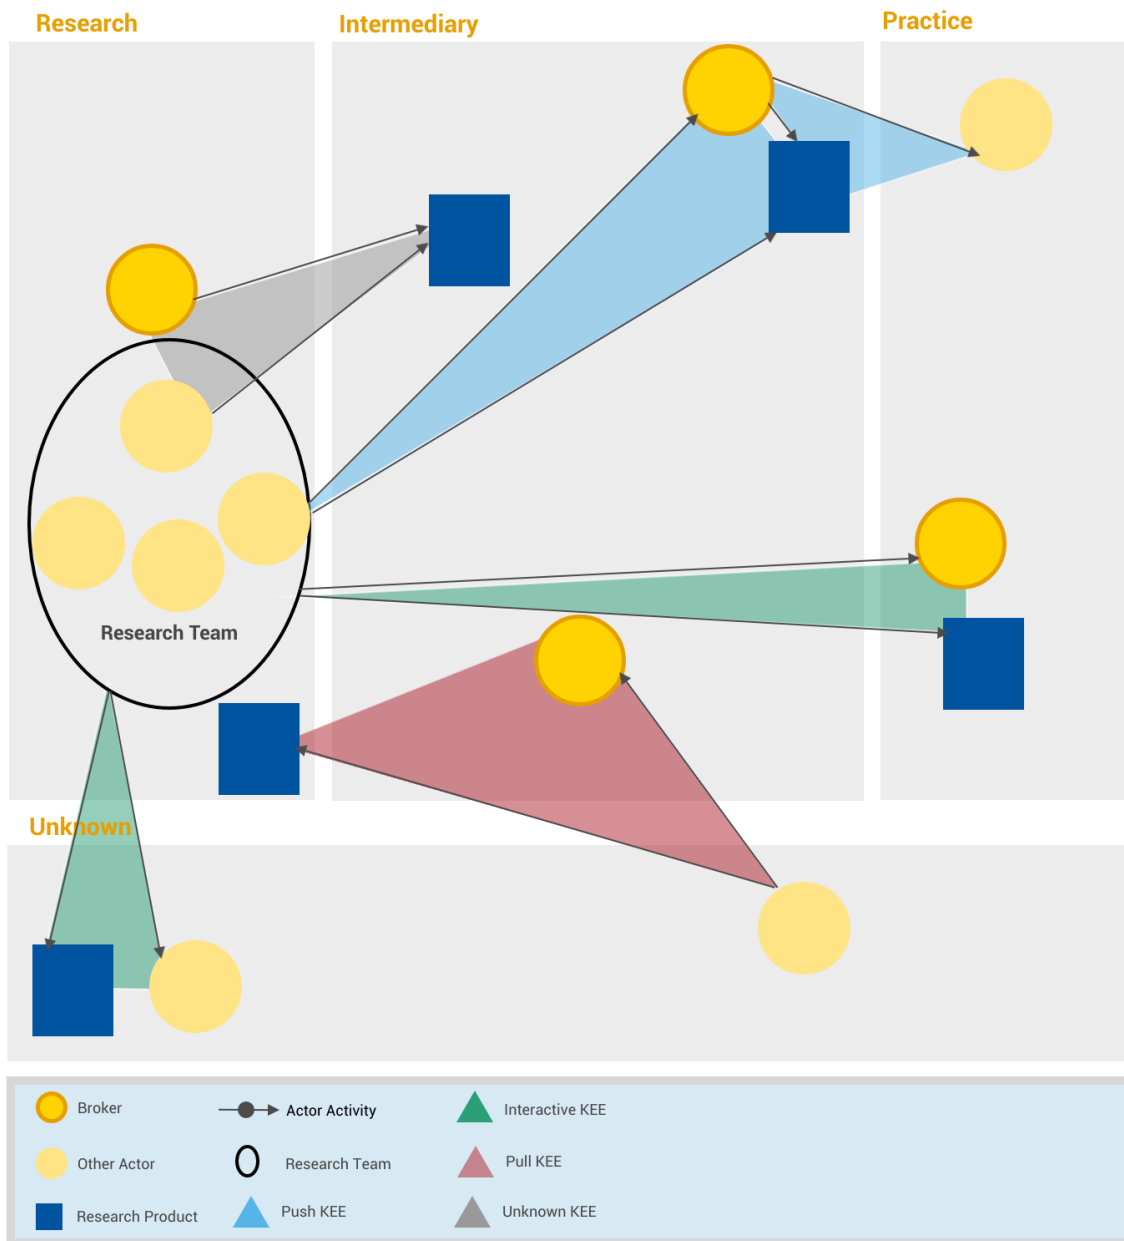 Research
Intermediary
Practice
Research Team
Unknown
Broker
Actor Activity
Interactive KEE
Other Actor
Research Team
Pull KEE
Research Product
Push KEE
Unknown KEE